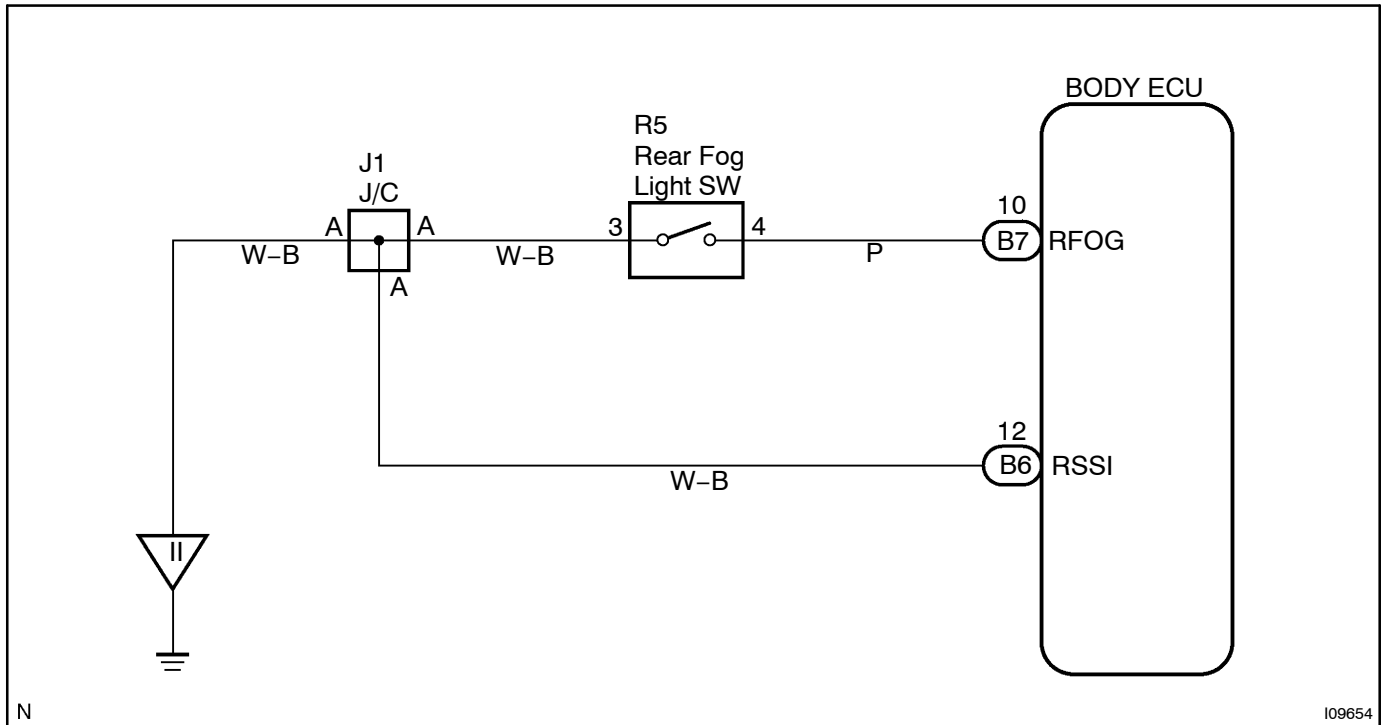 BODY ECU
R5
Rear Fog
Light SW
J1
J/C
A
A
A
W–B
W–B
3
4
P
10
B7
RFOG
12
B6
RSSI
W–B
II
N
I09654